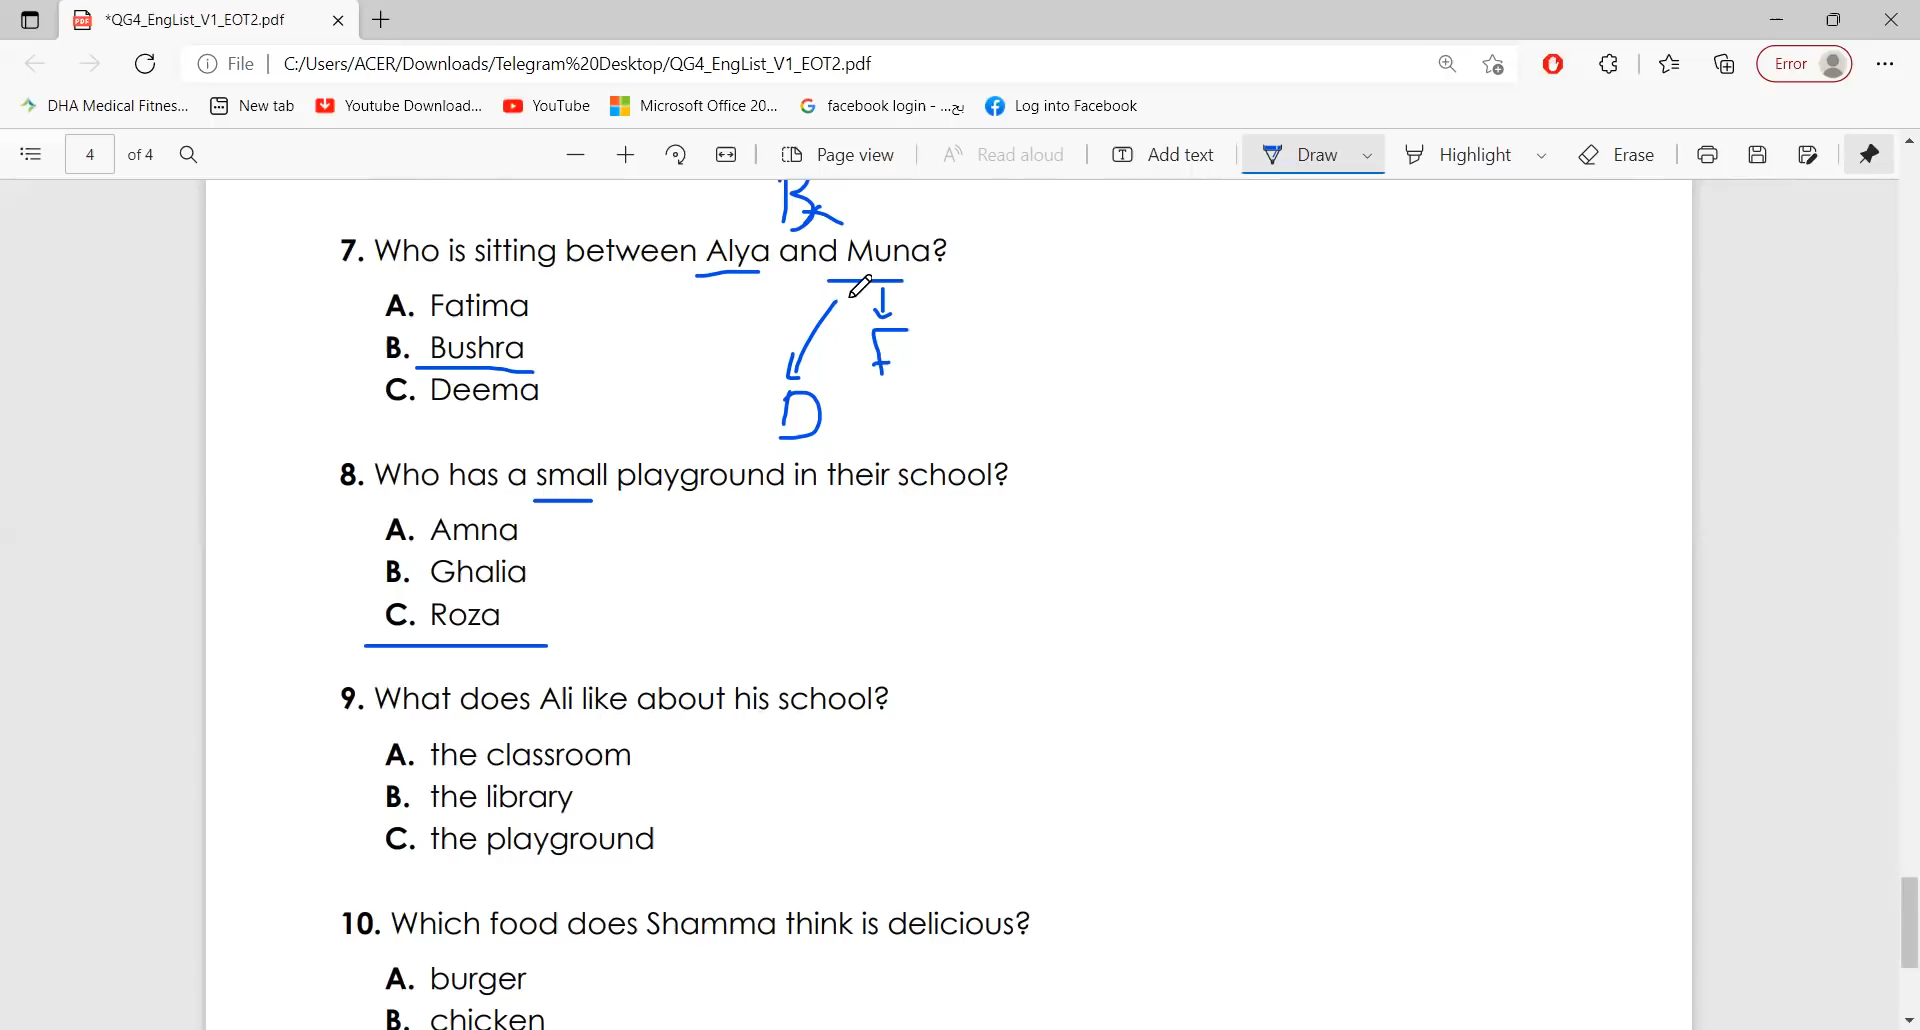 *QG4_EngList_V1_EOT2.pdf
File C:/Users/ACER/Downloads/Telegram%20Desktop/QG4_EngList_V1_EOT2.pdf Error
DHA Medical Fitnes... New tab Youtube Download... YouTube Microsoft Office 20... facebook login - ...بح Log into Facebook
4 of 4 Page view Read aloud Add text Draw Highlight Erase
B
7. Who is sitting between Alya and Muna?
A. Fatima
B. Bushra
C. Deema
F
D
8. Who has a small playground in their school?
A. Amna
B. Ghalia
C. Roza
9. What does Ali like about his school?
A. the classroom
B. the library
C. the playground
10. Which food does Shamma think is delicious?
A. burger
B. chicken